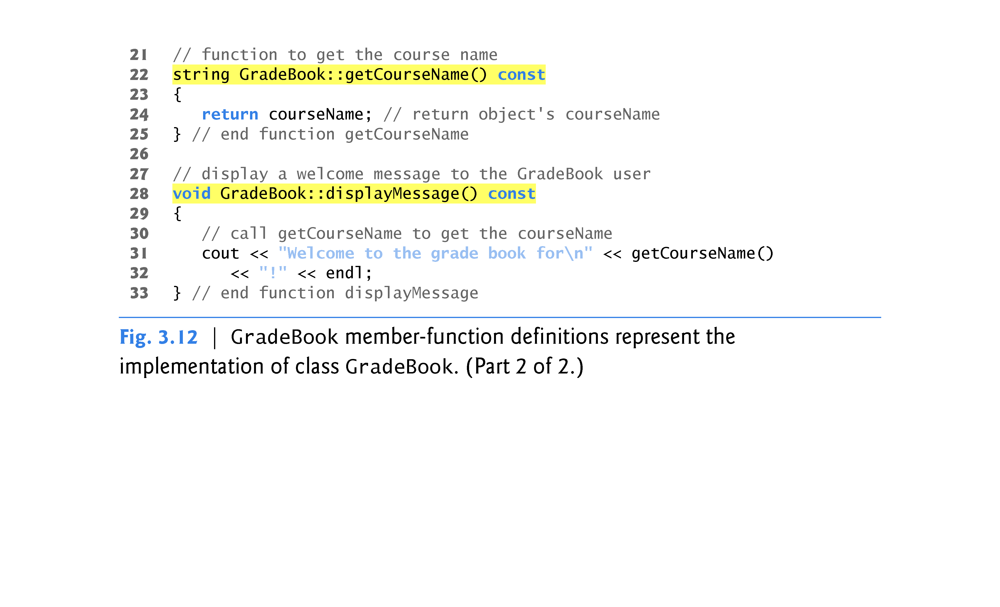 21 // function to get the course name
22 string GradeBook::getCourseName() const
23 {
24    return courseName; // return object's courseName
25 } // end function getCourseName
26
27 // display a welcome message to the GradeBook user
28 void GradeBook::displayMessage() const
29 {
30    // call getCourseName to get the courseName
31    cout << "Welcome to the grade book for\n" << getCourseName()
32       << "!" << endl;
33 } // end function displayMessage
Fig. 3.12 | GradeBook member-function definitions represent the
implementation of class GradeBook. (Part 2 of 2.)